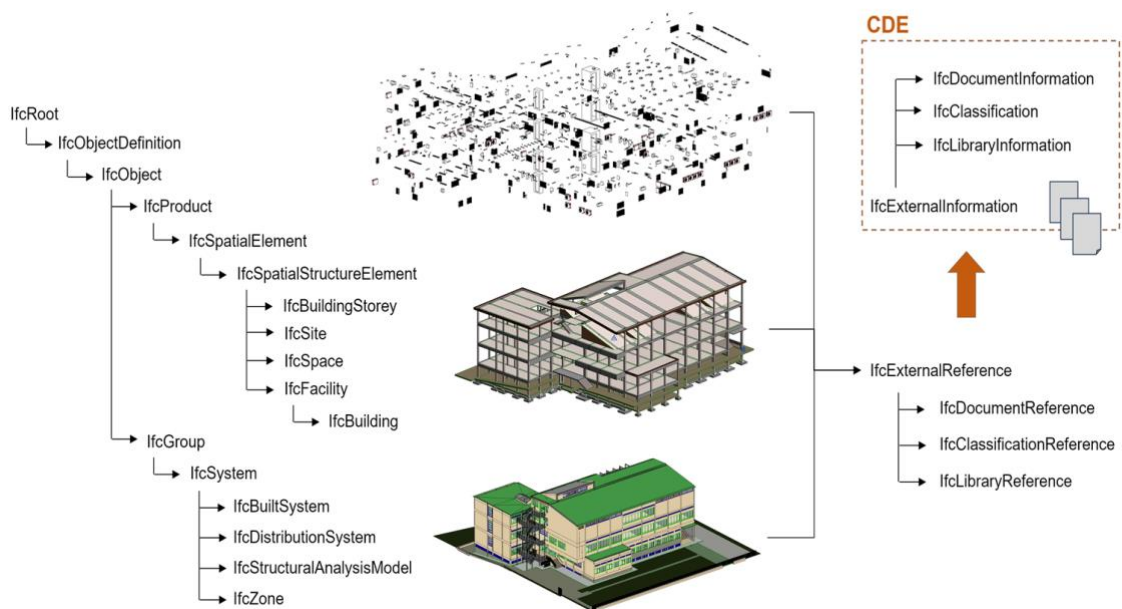 IfcRoot
IfcObjectDefinition
IfcObject
IfcProduct
IfcSpatialElement
IfcSpatialStructureElement
IfcBuildingStorey
IfcSite
IfcSpace
IfcFacility
IfcBuilding
IfcGroup
IfcSystem
IfcBuiltSystem
IfcDistributionSystem
IfcStructuralAnalysisModel
IfcZone
CDE
IfcDocumentInformation
IfcClassification
IfcLibraryInformation
IfcExternalInformation
IfcExternalReference
IfcDocumentReference
IfcClassificationReference
IfcLibraryReference